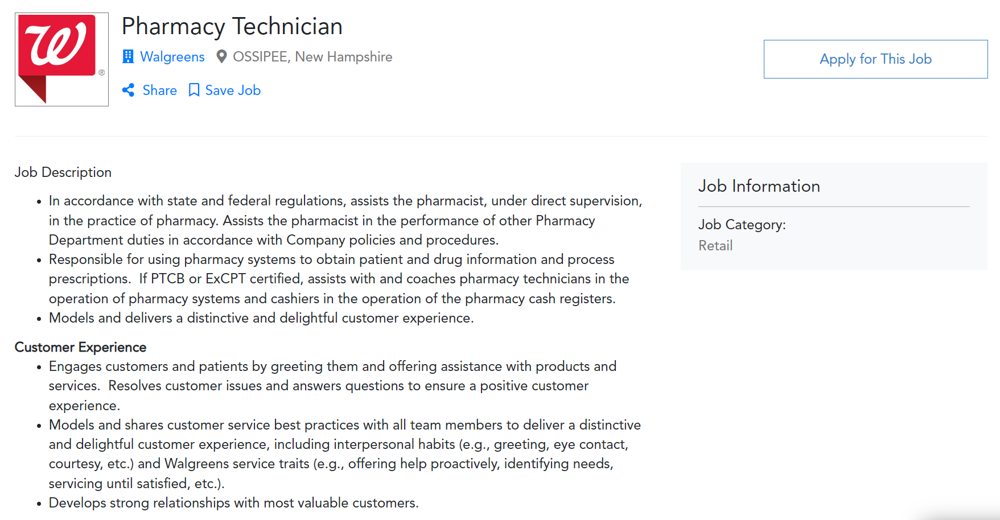 W
®
Pharmacy Technician
Walgreens OSSIPEE, New Hampshire
Share Save Job
Apply for This Job
Job Description
• In accordance with state and federal regulations, assists the pharmacist, under direct supervision,
in the practice of pharmacy. Assists the pharmacist in the performance of other Pharmacy
Department duties in accordance with Company policies and procedures.
• Responsible for using pharmacy systems to obtain patient and drug information and process
prescriptions.  If PTCB or ExCPT certified, assists with and coaches pharmacy technicians in the
operation of pharmacy systems and cashiers in the operation of the pharmacy cash registers.
• Models and delivers a distinctive and delightful customer experience.
Customer Experience
• Engages customers and patients by greeting them and offering assistance with products and
services.  Resolves customer issues and answers questions to ensure a positive customer
experience.
• Models and shares customer service best practices with all team members to deliver a distinctive
and delightful customer experience, including interpersonal habits (e.g., greeting, eye contact,
courtesy, etc.) and Walgreens service traits (e.g., offering help proactively, identifying needs,
servicing until satisfied, etc.).
• Develops strong relationships with most valuable customers.
Job Information
Job Category:
Retail